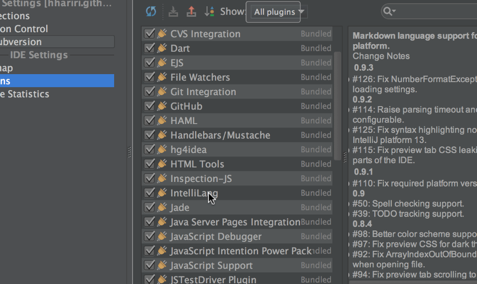 Settings [hhariri.gith...
ections
on Control
ubversion
IDE Settings
map
ns
e Statistics
Show: All plugins
CVS Integration Bundled
Dart Bundled
EJS Bundled
File Watchers Bundled
Git Integration Bundled
GitHub Bundled
HAML Bundled
Handlebars/Mustache Bundled
hg4idea Bundled
HTML Tools Bundled
Inspection-JS Bundled
IntelliLang Bundled
Jade Bundled
Java Server Pages Integration Bundled
JavaScript Debugger Bundled
JavaScript Intention Power Pack ndled
JavaScript Support Bundled
JSTestDriver Plugin Bundled
Markdown language support fo
platform.
Change Notes
0.9.3
#126: Fix NumberFormatExcept
loading settings.
0.9.2
#114: Raise parsing timeout an
configurable.
#125: Fix syntax highlighting no
IntelliJ platform 13.
#115: Fix preview tab CSS leaki
parts of the IDE.
0.9.1
#110: Fix required platform vers
0.9
#50: Spell checking support.
#39: TODO tracking support.
0.8.4
#98: Better color scheme suppo
#97: Fix preview CSS for dark th
#92: Fix ArrayIndexOutOfBound
when opening file.
#94: Fix preview tab scrolling to